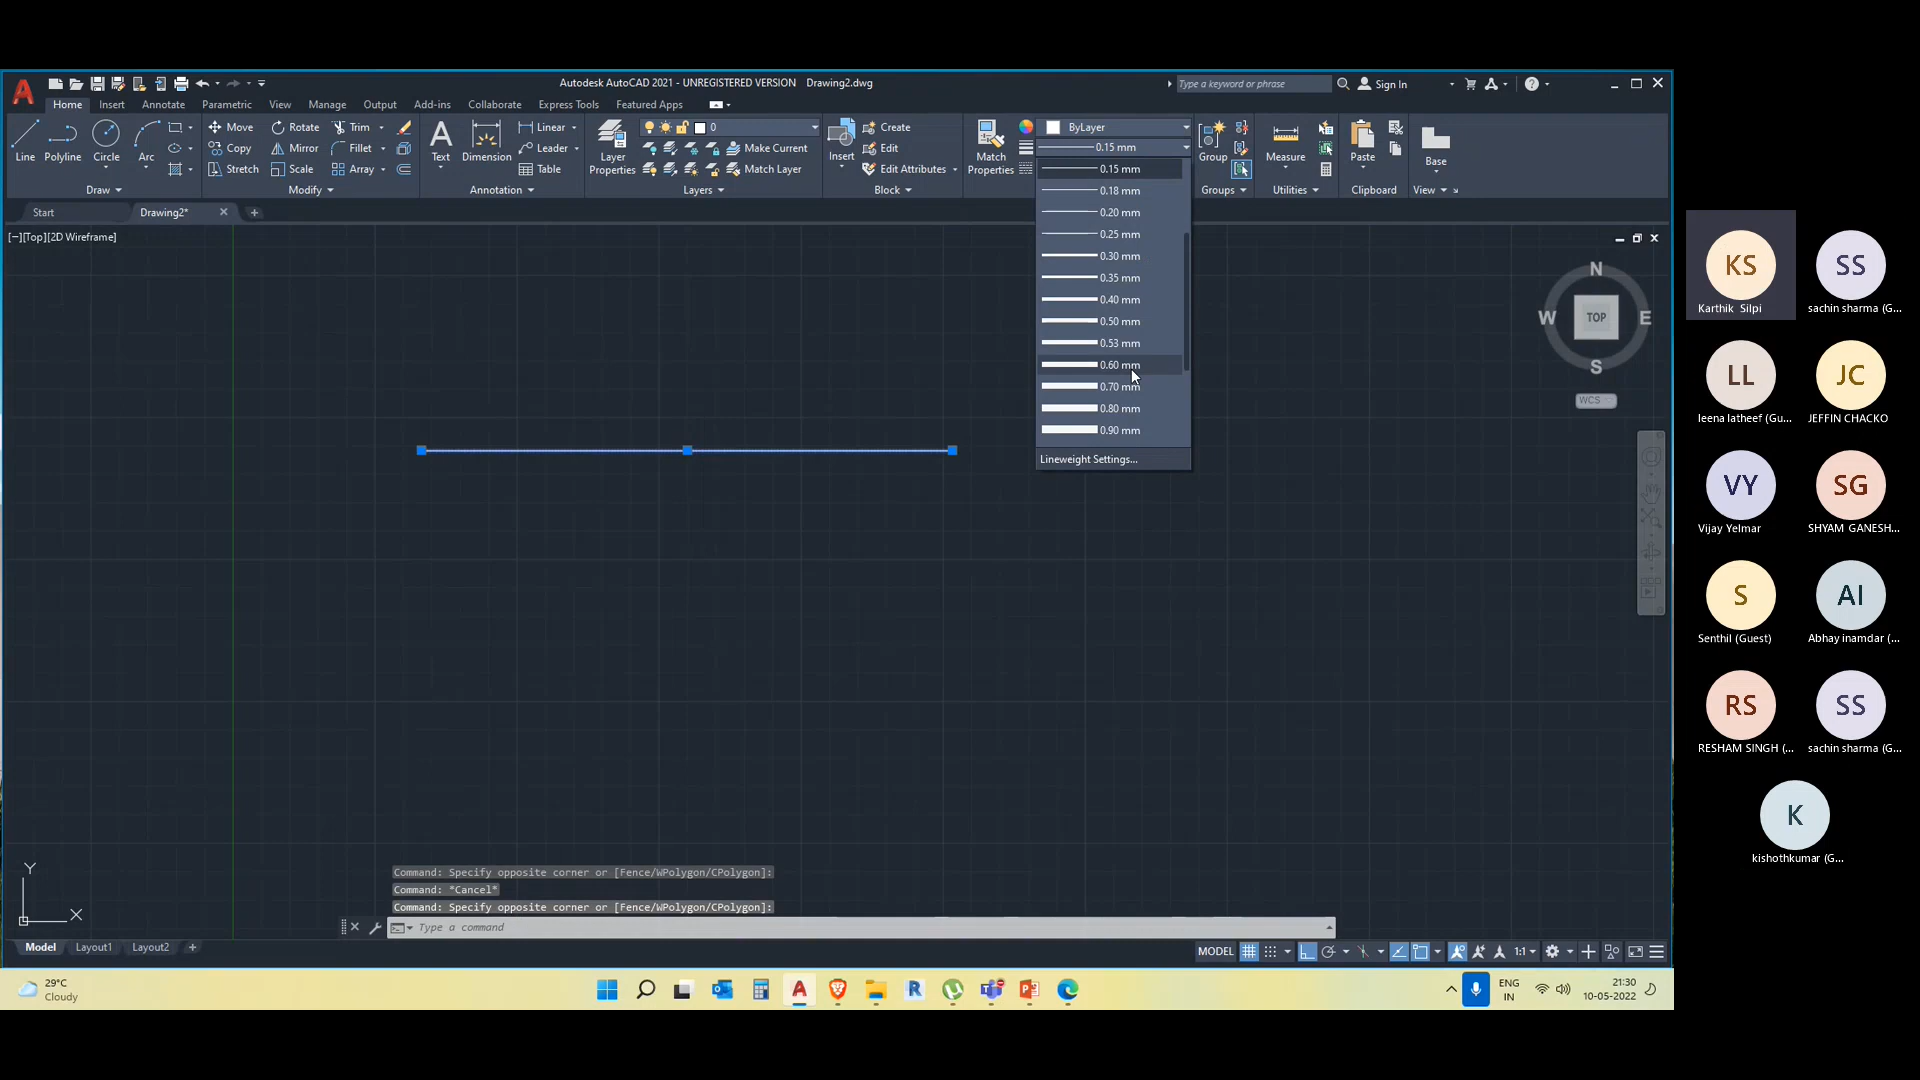 Autodesk AutoCAD 2021 - UNREGISTERED VERSION Drawing2.dwg
Type a keyword or phrase
Sign In
Home Insert Annotate Parametric View Manage Output Add-ins Collaborate Express Tools Featured Apps
Line Polyline Circle Arc
Move Rotate Trim
Copy Mirror Fillet
Stretch Scale Array
Text Dimension
Linear
Leader
Table
Layer Properties
0
Make Current
Match Layer
Insert
Create
Edit
Edit Attributes
Match Properties
ByLayer
0.15 mm
Group
Measure
Paste
Base
Draw Modify Annotation Layers Block Groups Utilities Clipboard View
0.15 mm
0.18 mm
0.20 mm
0.25 mm
0.30 mm
0.35 mm
0.40 mm
0.50 mm
0.53 mm
0.60 mm
0.70 mm
0.80 mm
0.90 mm
Lineweight Settings...
Start Drawing2*
[−][Top][2D Wireframe]
N
W TOP E
S
WCS
KS
Karthik Silpi
SS
sachin sharma (G...
LL
leena latheef (Gu...
JC
JEFFIN CHACKO
VY
Vijay Yelmar
SG
SHYAM GANESH...
S
Senthil (Guest)
AI
Abhay inamdar (...
RS
RESHAM SINGH (...
SS
sachin sharma (G...
K
kishothkumar (G...
Y
X
Command: Specify opposite corner or [Fence/WPolygon/CPolygon]:
Command: *Cancel*
Command: Specify opposite corner or [Fence/WPolygon/CPolygon]:
Type a command
Model Layout1 Layout2
MODEL 1:1
29°C
Cloudy
ENG
IN
21:30
10-05-2022